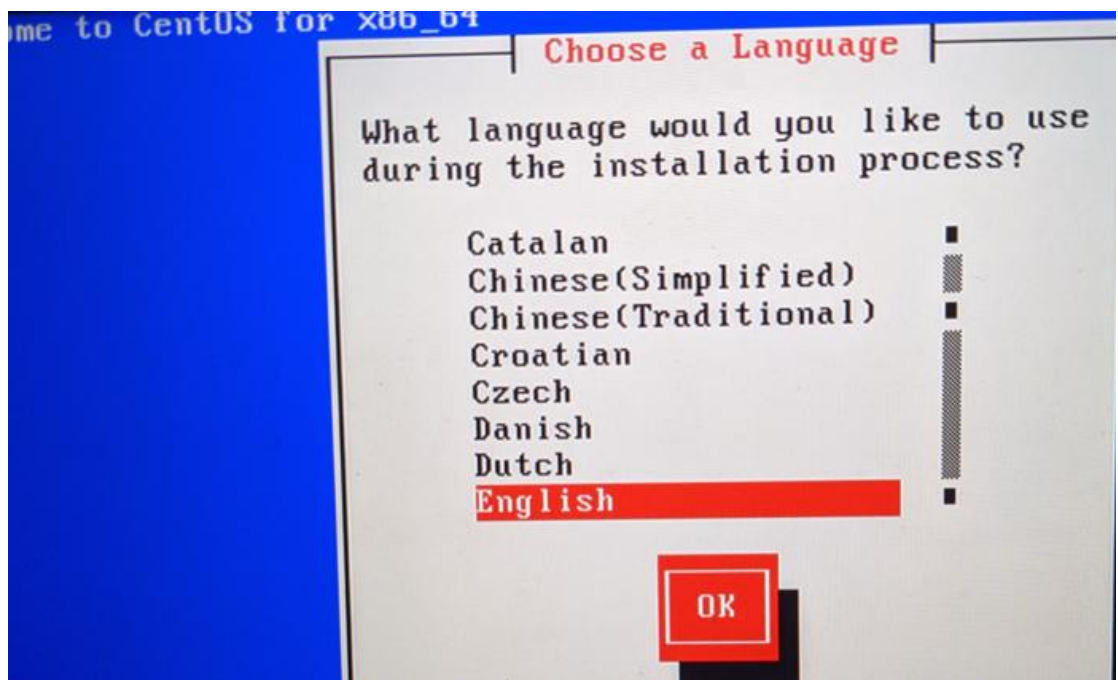 to CentOS for x86_64
Choose a Language
What language would you like to use
during the installation process?
Catalan
Chinese(Simplified)
Chinese(Traditional)
Croatian
Czech
Danish
Dutch
English
OK